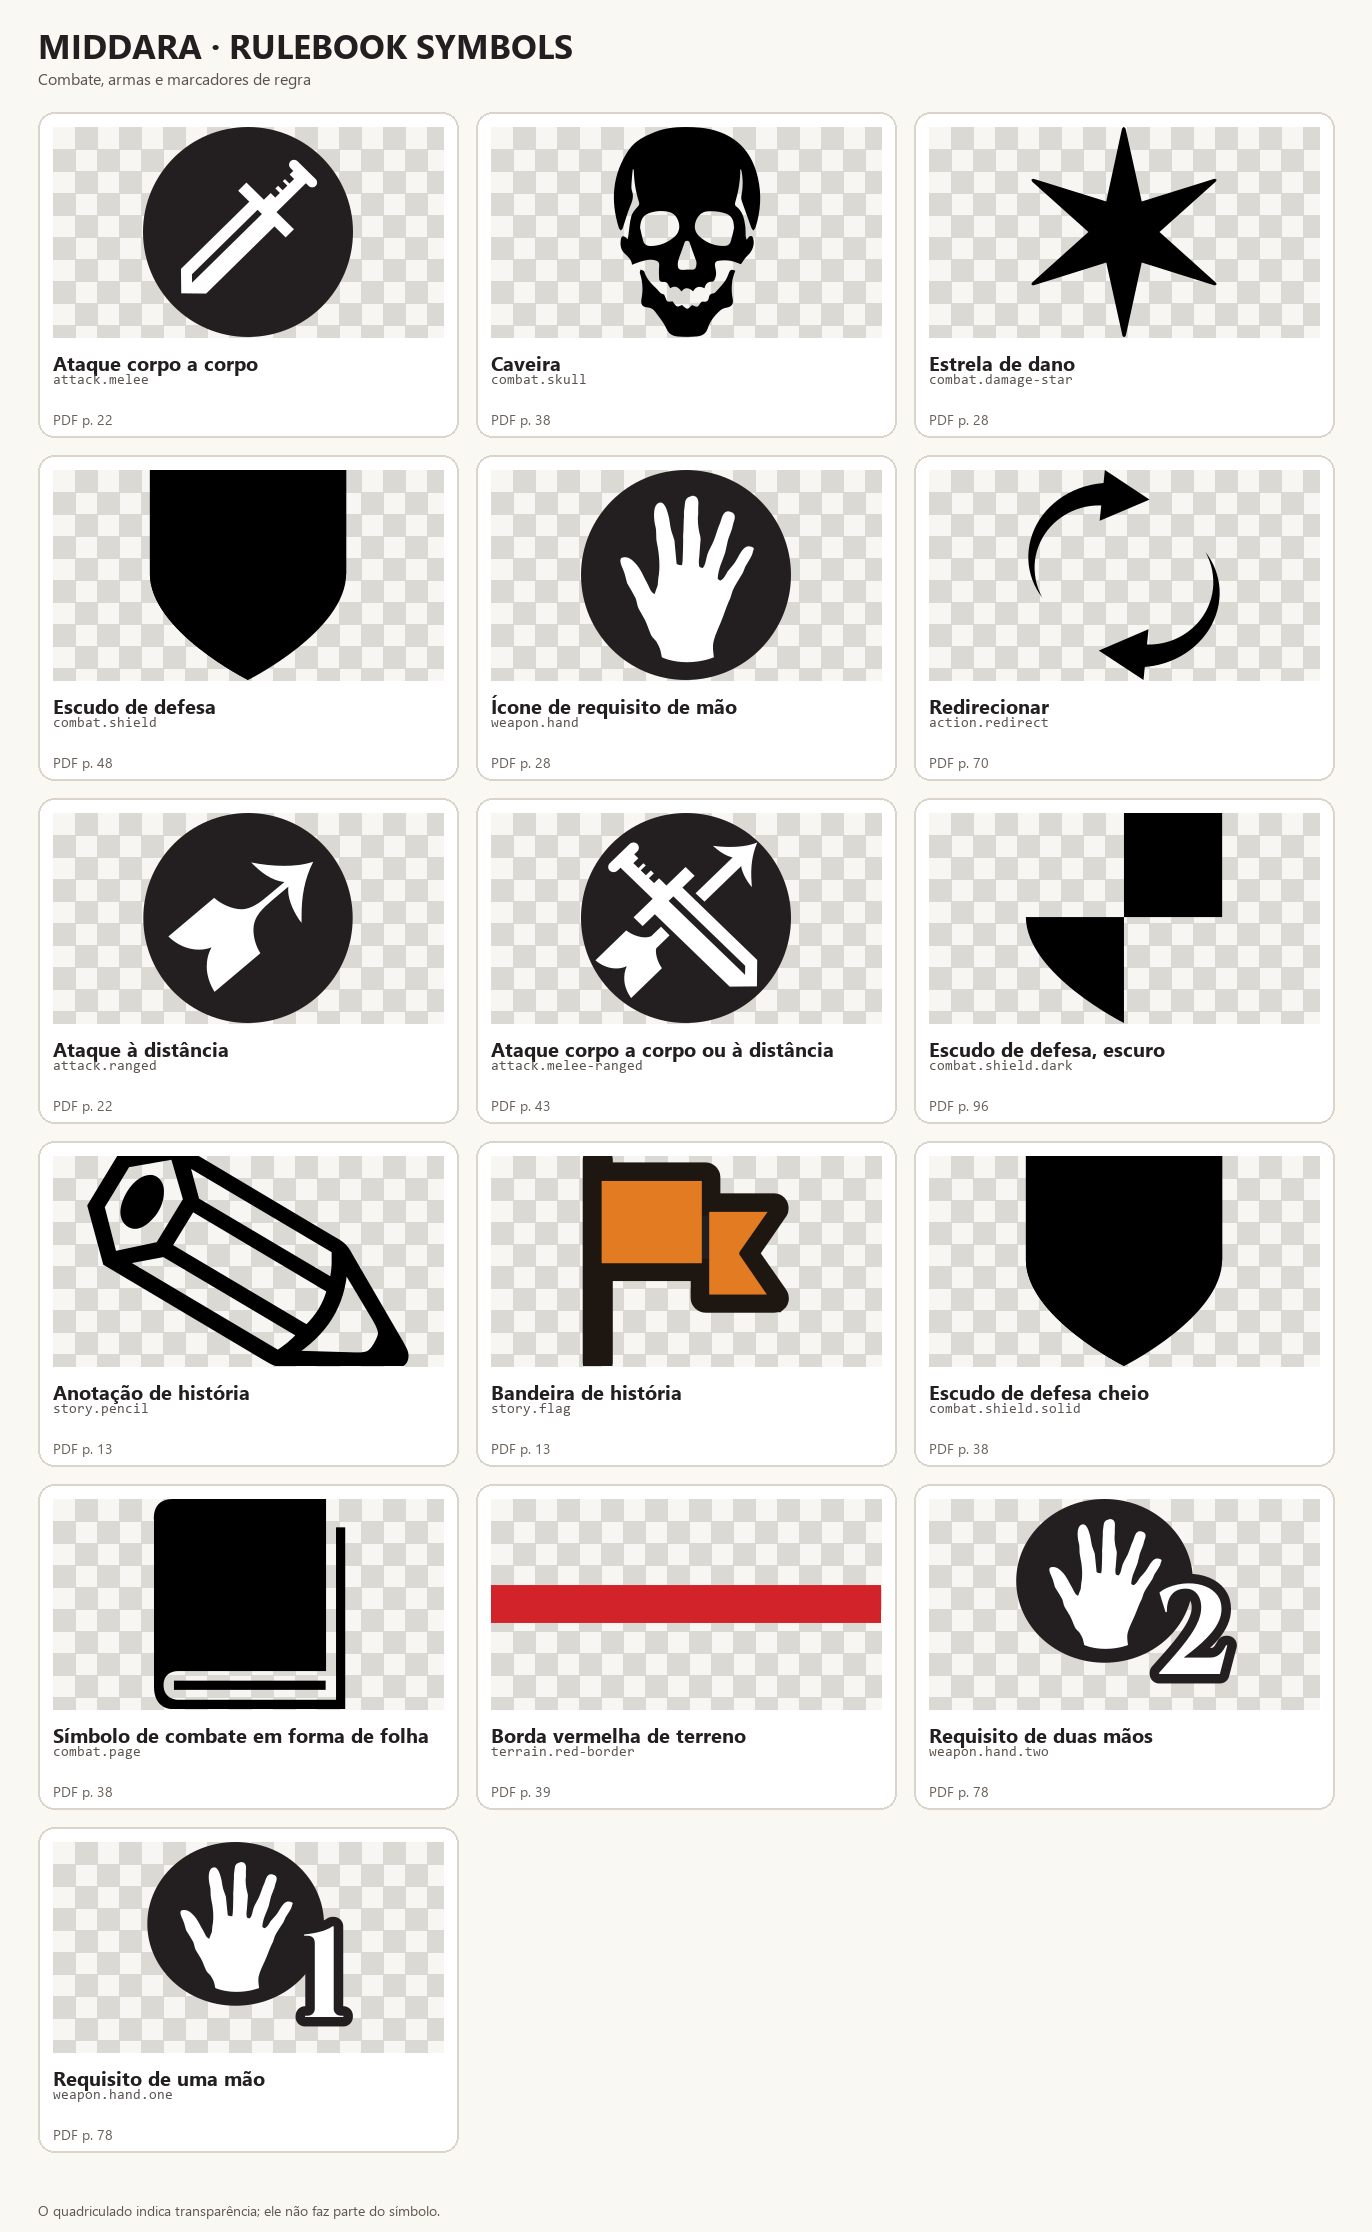 MIDDARA · RULEBOOK SYMBOLS
Combate, armas e marcadores de regra
Ataque corpo a corpo
attack.melee
PDF p. 22
Caveira
combat.skull
PDF p. 38
Estrela de dano
combat.damage-star
PDF p. 28
Escudo de defesa
combat.shield
PDF p. 48
Ícone de requisito de mão
weapon.hand
PDF p. 28
Redirecionar
action.redirect
PDF p. 70
Ataque à distância
attack.ranged
PDF p. 22
Ataque corpo a corpo ou à distância
attack.melee-ranged
PDF p. 43
Escudo de defesa, escuro
combat.shield.dark
PDF p. 96
Anotação de história
story.pencil
PDF p. 13
Bandeira de história
story.flag
PDF p. 13
Escudo de defesa cheio
combat.shield.solid
PDF p. 38
Símbolo de combate em forma de folha
combat.page
PDF p. 38
Borda vermelha de terreno
terrain.red-border
PDF p. 39
2
Requisito de duas mãos
weapon.hand.two
PDF p. 78
1
Requisito de uma mão
weapon.hand.one
PDF p. 78
O quadriculado indica transparência; ele não faz parte do símbolo.